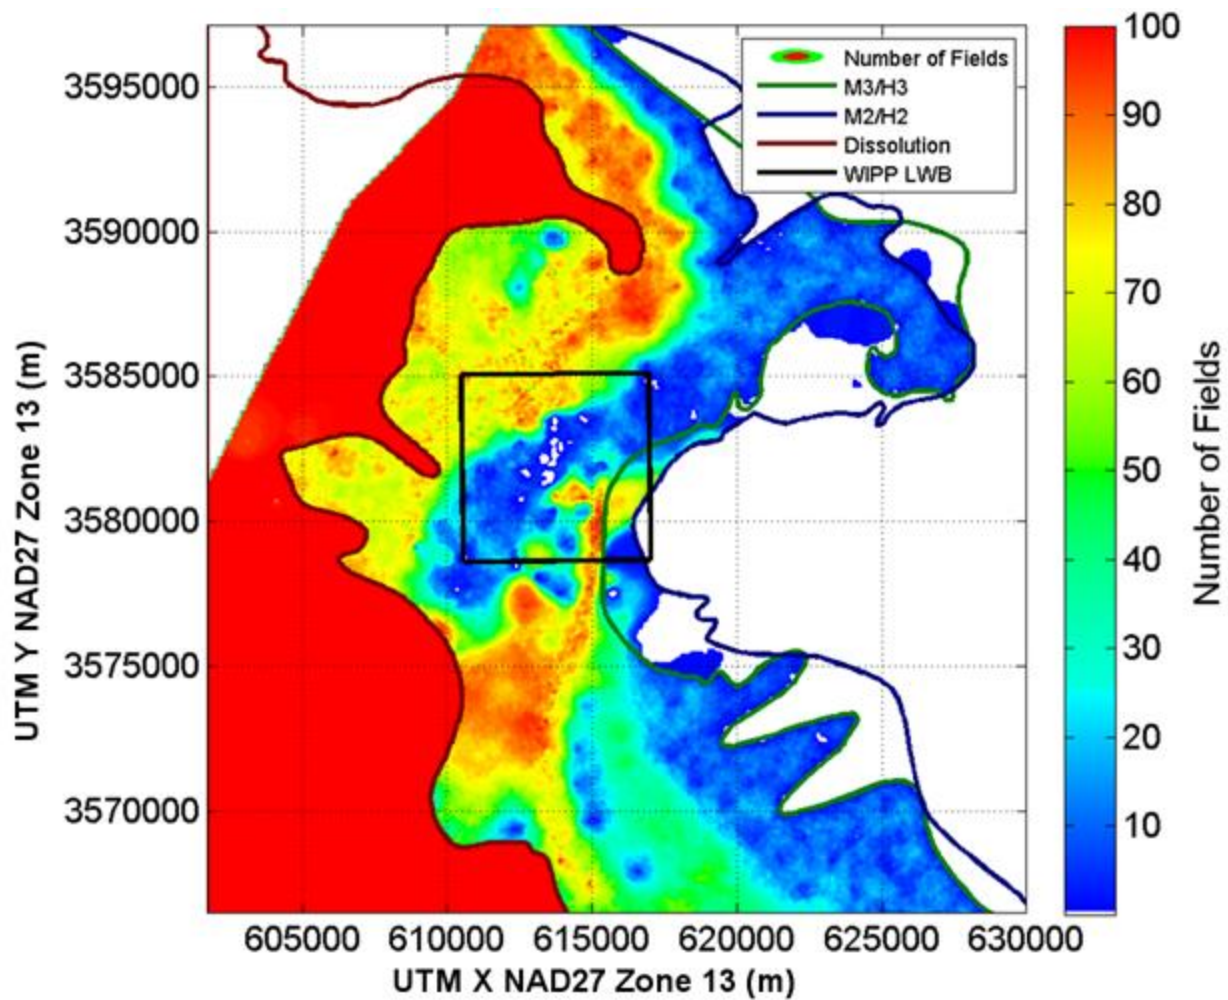 Number of Fields
M3/H3
M2/H2
Dissolution
WIPP LWB
3595000
3590000
3585000
3580000
3575000
3570000
UTM Y NAD27 Zone 13 (m)
605000 610000 615000 620000 625000 630000
UTM X NAD27 Zone 13 (m)
100
90
80
70
60
50
40
30
20
10
Number of Fields